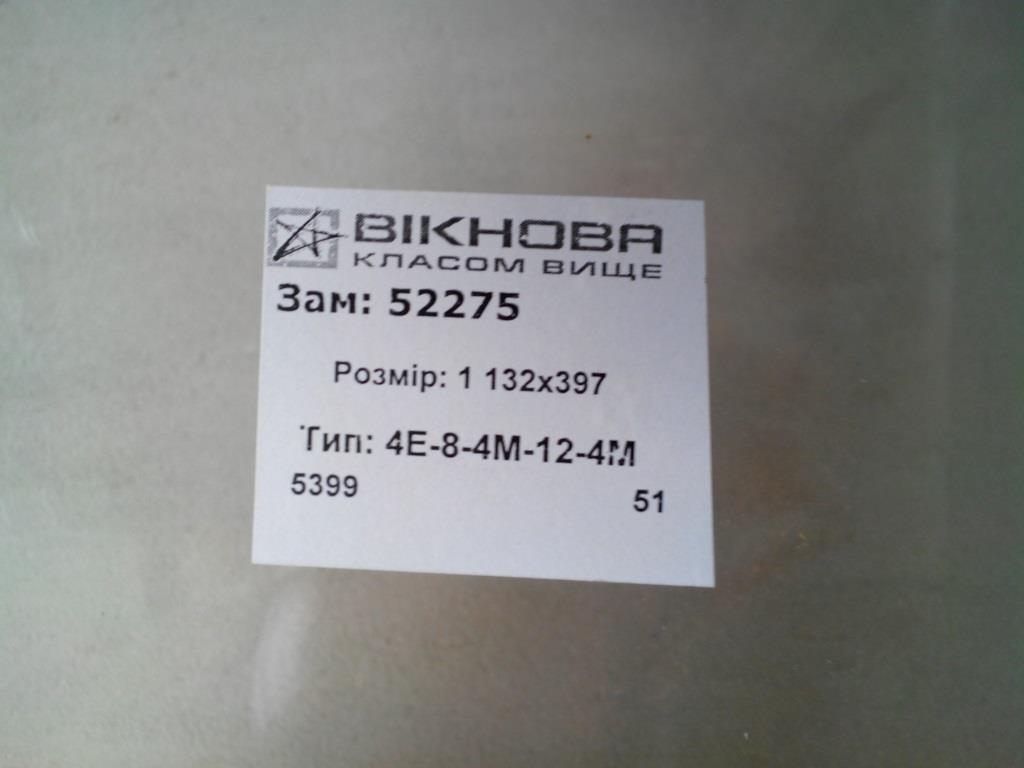 ВІКНОВА
КЛАСОМ ВИЩЕ
Зам: 52275
Розмір: 1 132x397
Тип: 4E-8-4M-12-4M
5399 51